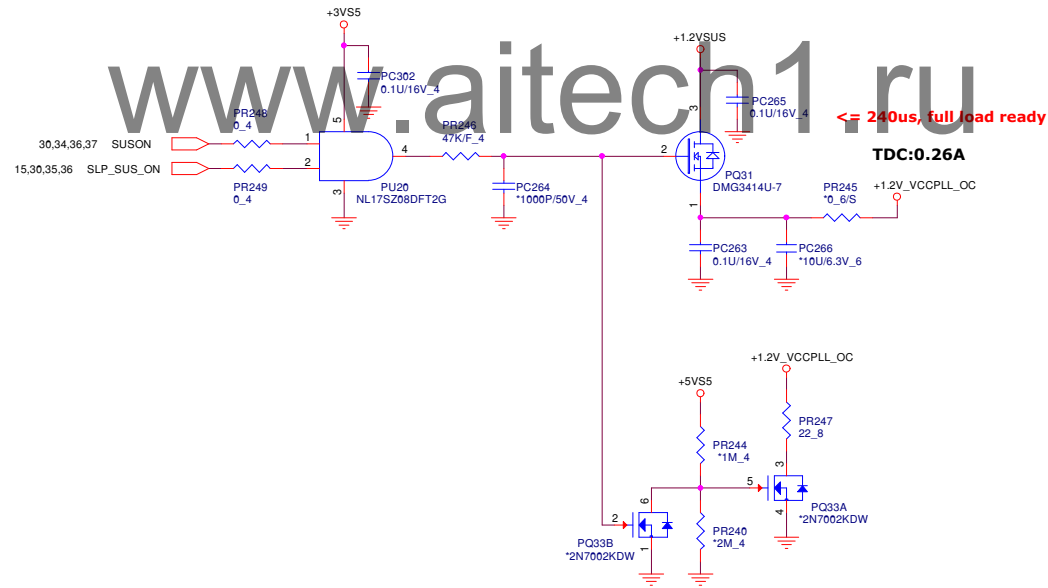 +3VS5
+1.2VSUS
www.aitech1.ru
PC302
0.1U/16V_4
PC265
0.1U/16V_4
<= 240us, full load ready
TDC:0.26A
PR248
0_4
30,34,36,37 SUSON
15,30,35,36 SLP_SUS_ON
PR249
0_4
5
1
2
3
4
PU20
NL17SZ08DFT2G
PR246
47K/F_4
PC264
*1000P/50V_4
3
2
1
PQ31
DMG3414U-7
PR245
*0_6/S
+1.2V_VCCPLL_OC
PC263
0.1U/16V_4
PC266
*10U/6.3V_6
+1.2V_VCCPLL_OC
+5VS5
PR247
22_8
PR244
*1M_4
3
5
4
PQ33A
*2N7002KDW
6
2
1
PQ33B
*2N7002KDW
PR240
*2M_4